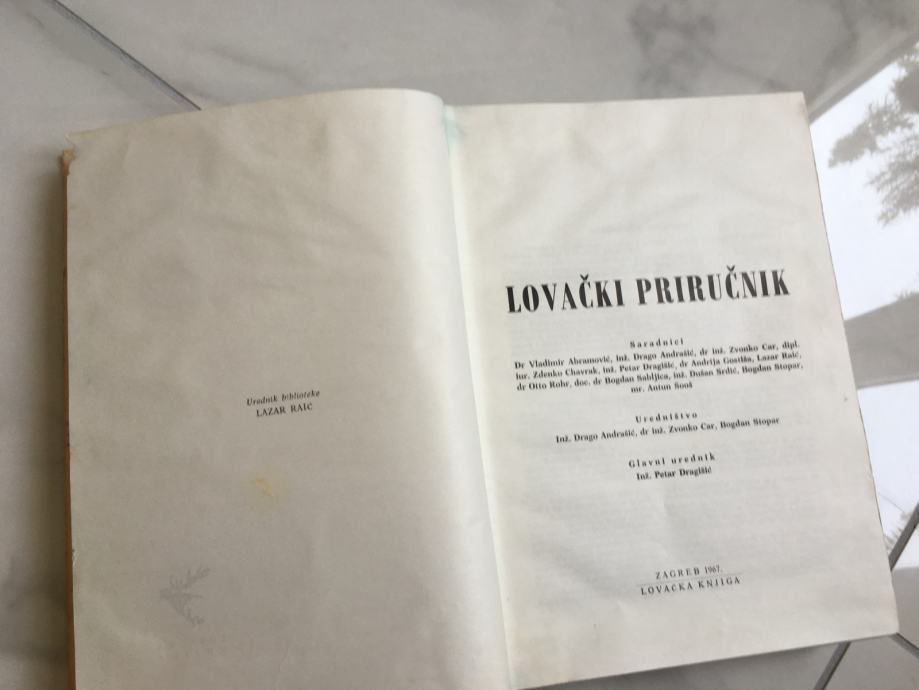 Urednik biblioteke
LAZAR RAIĆ
LOVAČKI PRIRUČNIK
Saradnici
Dr Vladimir Abramović, inž. Drago Andrašić, dr inž. Zvonko Car, dipl.
iur. Zdenko Chavrak, inž. Petar Dragišić, dr Andrija Gostiša, Lazar Raić,
dr Otto Rohr, doc. dr Bogdan Sabljica, inž. Dušan Srdić, Bogdan Stopar,
mr. Antun Šooš
Uredništvo
Inž. Drago Andrašić, dr inž. Zvonko Car, Bogdan Stopar
Glavni urednik
Inž. Petar Dragišić
ZAGREB 1967.
LOVAČKA KNJIGA